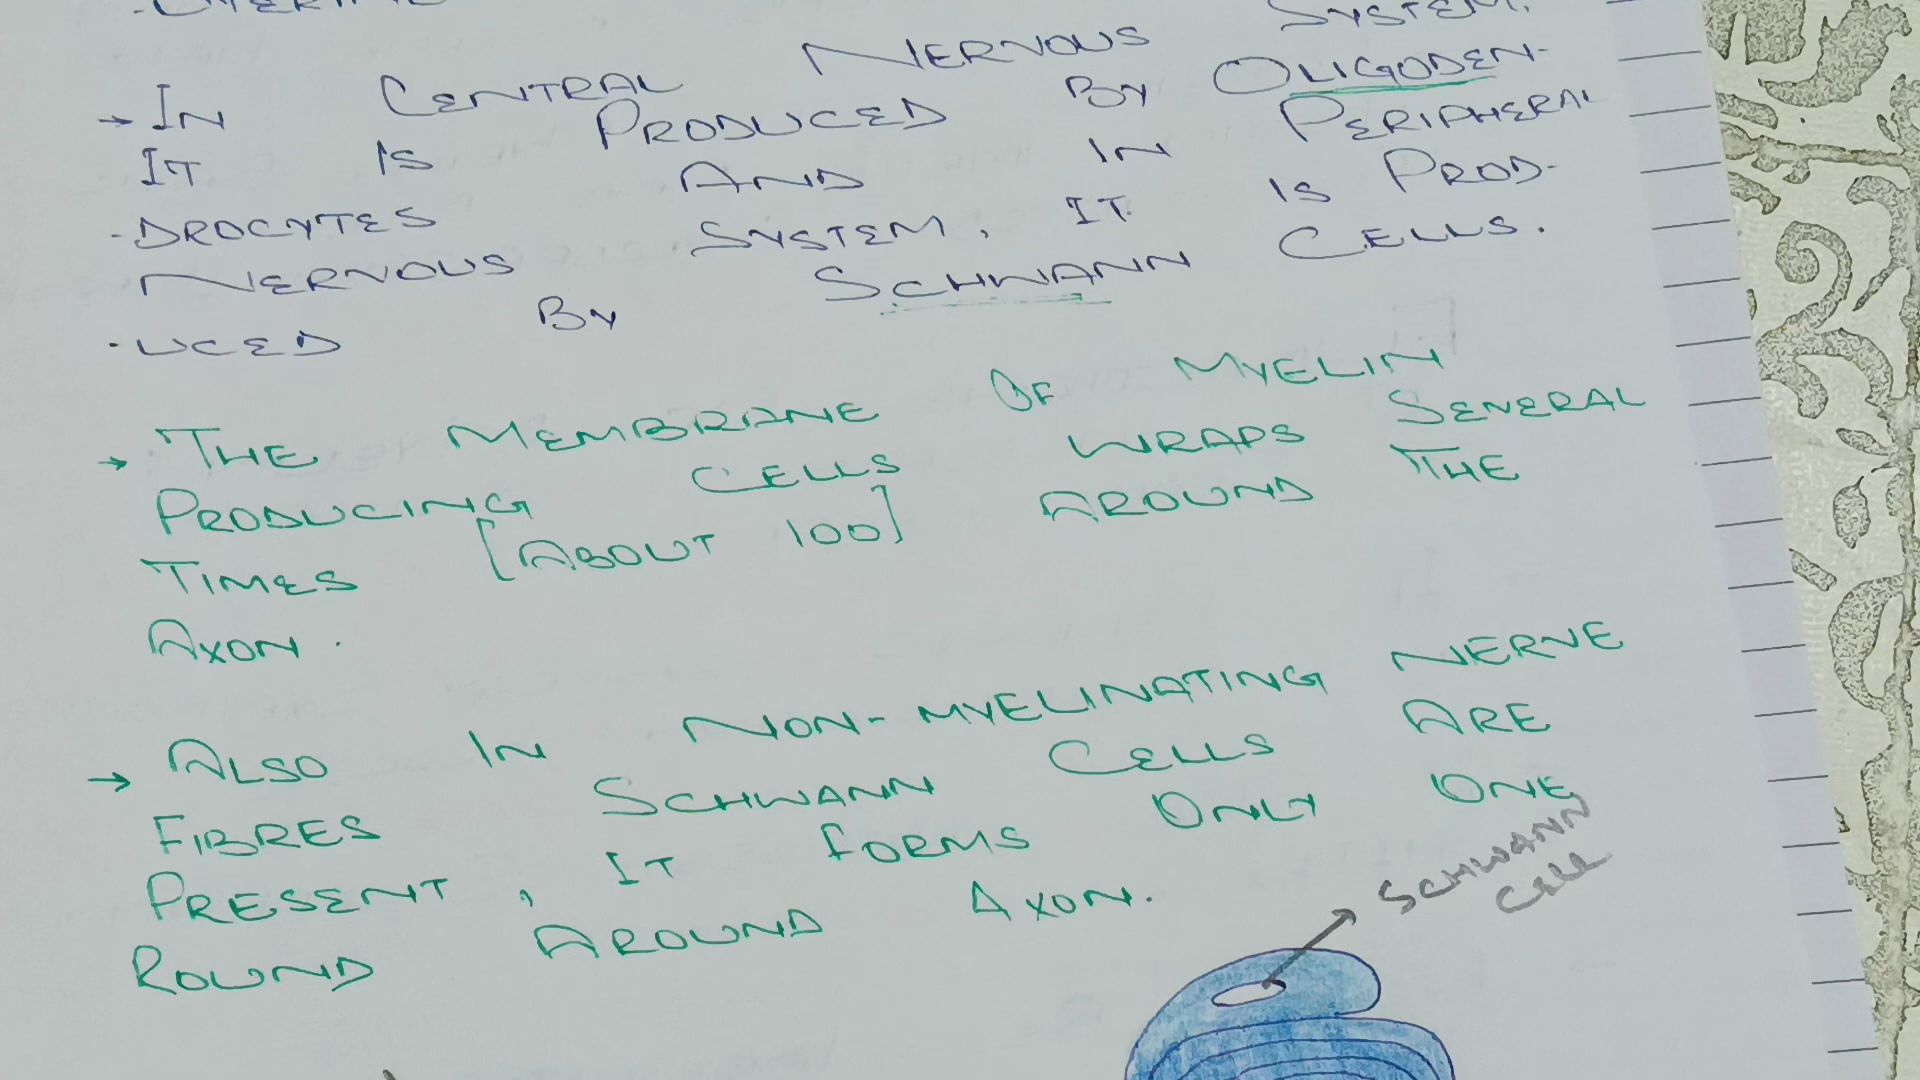 → In Central Nervous System,
It is Produced By Oligoden-
-drocytes And in Peripheral
Nervous System, It is Prod-
-uced By Schwann Cells.
→ The Membrane Of Myelin
Producing Cells wraps Several
Times [About 100] Around The
Axon.
→ Also In Non-myelinating Nerve
Fibres Schwann Cells Are
Present, It forms Only One
Round Around Axon.
Schwann
Cell